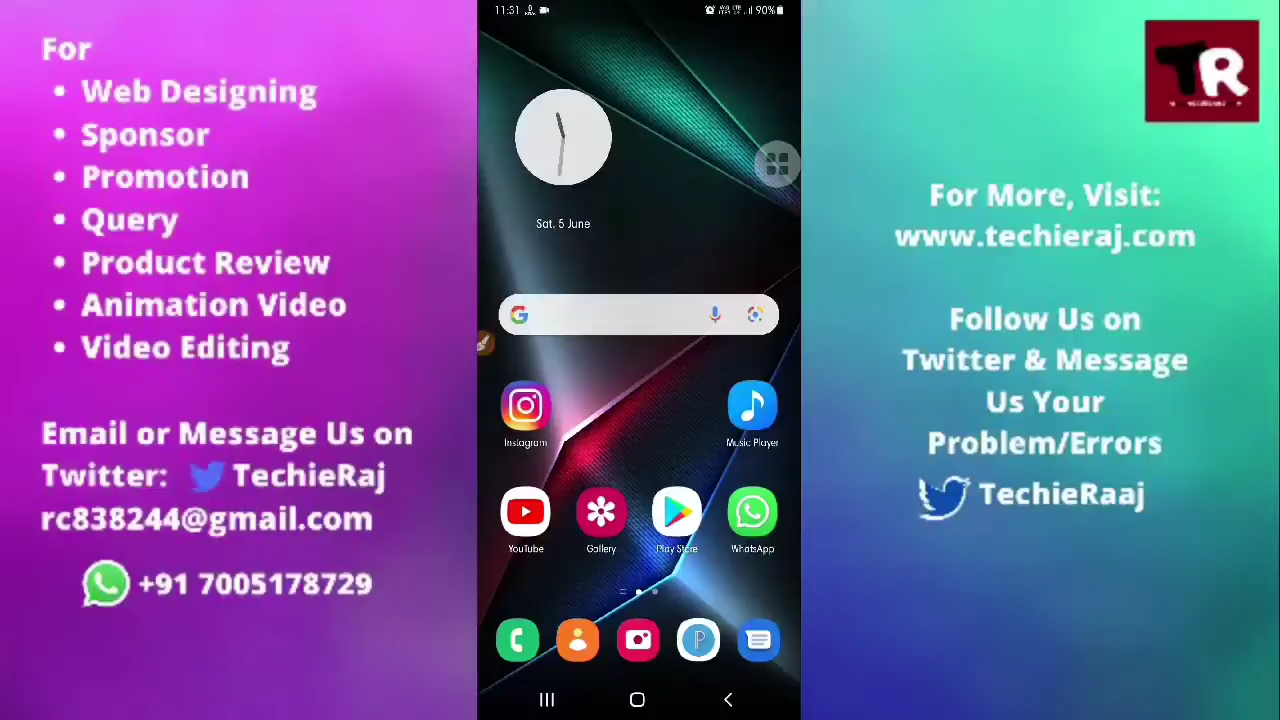 For
• Web Designing
• Sponsor
• Promotion
• Query
• Product Review
• Animation Video
• Video Editing
Email or Message Us on
Twitter: TechieRaj
rc838244@gmail.com
+91 7005178729
11:31
90%
Sat, 5 June
Instagram
Music Player
YouTube
Gallery
Play Store
WhatsApp
TR
For More, Visit:
www.techieraj.com
Follow Us on
Twitter & Message
Us Your
Problem/Errors
TechieRaaj